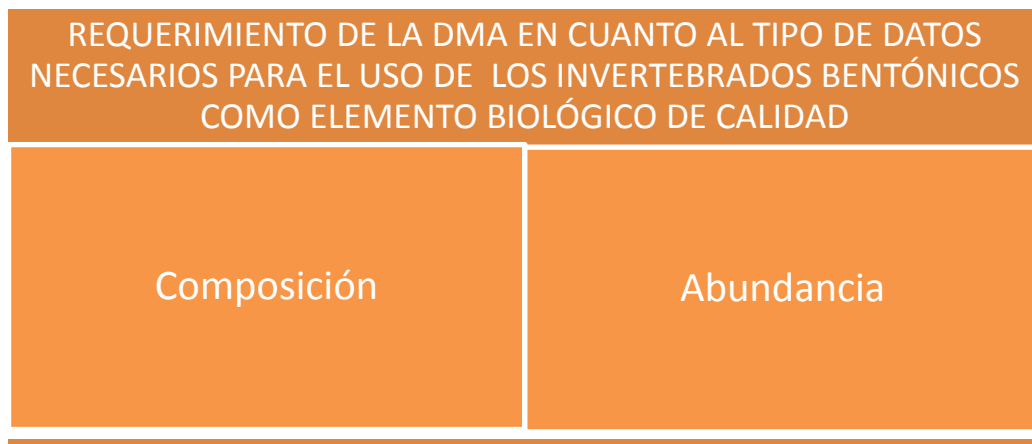 REQUERIMIENTO DE LA DMA EN CUANTO AL TIPO DE DATOS
NECESARIOS PARA EL USO DE LOS INVERTEBRADOS BENTÓNICOS
COMO ELEMENTO BIOLÓGICO DE CALIDAD
Composición
Abundancia